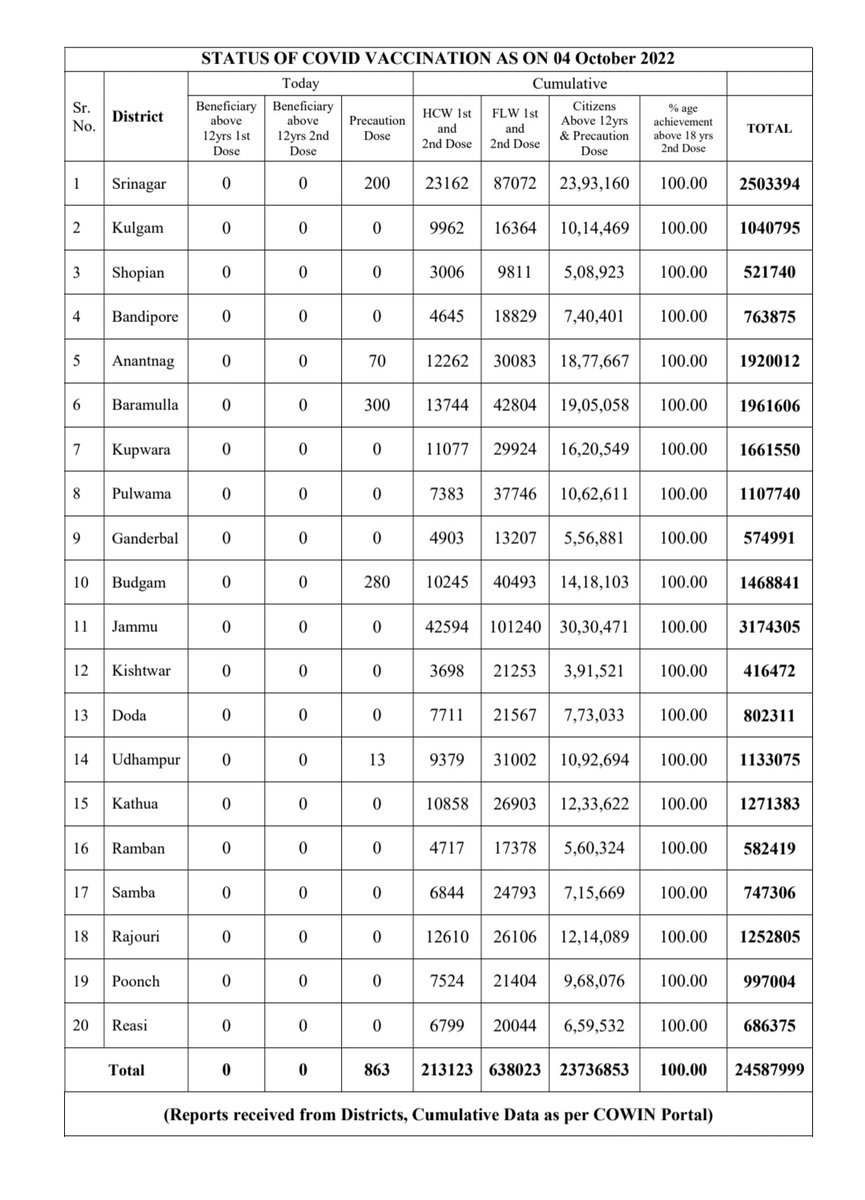 STATUS OF COVID VACCINATION AS ON 04 October 2022
Sr. No. District Today Cumulative
Beneficiary above 12yrs 1st Dose Beneficiary above 12yrs 2nd Dose Precaution Dose HCW 1st and 2nd Dose FLW 1st and 2nd Dose Citizens Above 12yrs & Precaution Dose % age achievement above 18 yrs 2nd Dose TOTAL
1 Srinagar 0 0 200 23162 87072 23,93,160 100.00 2503394
2 Kulgam 0 0 0 9962 16364 10,14,469 100.00 1040795
3 Shopian 0 0 0 3006 9811 5,08,923 100.00 521740
4 Bandipore 0 0 0 4645 18829 7,40,401 100.00 763875
5 Anantnag 0 0 70 12262 30083 18,77,667 100.00 1920012
6 Baramulla 0 0 300 13744 42804 19,05,058 100.00 1961606
7 Kupwara 0 0 0 11077 29924 16,20,549 100.00 1661550
8 Pulwama 0 0 0 7383 37746 10,62,611 100.00 1107740
9 Ganderbal 0 0 0 4903 13207 5,56,881 100.00 574991
10 Budgam 0 0 280 10245 40493 14,18,103 100.00 1468841
11 Jammu 0 0 0 42594 101240 30,30,471 100.00 3174305
12 Kishtwar 0 0 0 3698 21253 3,91,521 100.00 416472
13 Doda 0 0 0 7711 21567 7,73,033 100.00 802311
14 Udhampur 0 0 13 9379 31002 10,92,694 100.00 1133075
15 Kathua 0 0 0 10858 26903 12,33,622 100.00 1271383
16 Ramban 0 0 0 4717 17378 5,60,324 100.00 582419
17 Samba 0 0 0 6844 24793 7,15,669 100.00 747306
18 Rajouri 0 0 0 12610 26106 12,14,089 100.00 1252805
19 Poonch 0 0 0 7524 21404 9,68,076 100.00 997004
20 Reasi 0 0 0 6799 20044 6,59,532 100.00 686375
Total 0 0 863 213123 638023 23736853 100.00 24587999
(Reports received from Districts, Cumulative Data as per COWIN Portal)